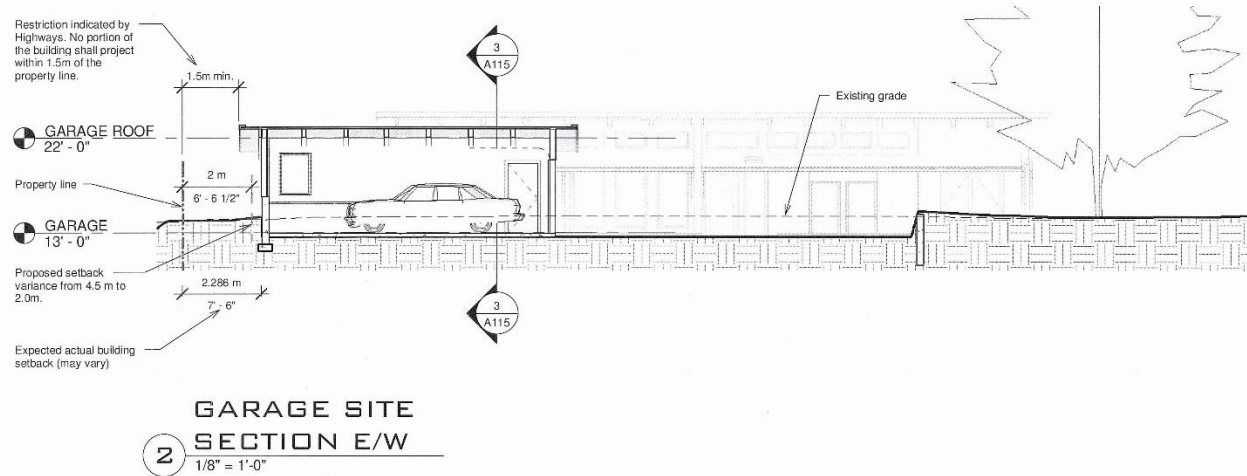 Restriction indicated by
Highways. No portion of
the building shall project
within 1.5m of the
property line.
1.5m min.
3
A115
Existing grade
GARAGE ROOF
22' - 0"
2 m
6' - 6 1/2"
Property line
GARAGE
13' - 0"
Proposed setback
variance from 4.5 m to
2.0m.
2.286 m
7' - 6"
3
A115
Expected actual building
setback (may vary)
GARAGE SITE
2
SECTION E/W
1/8" = 1'-0"